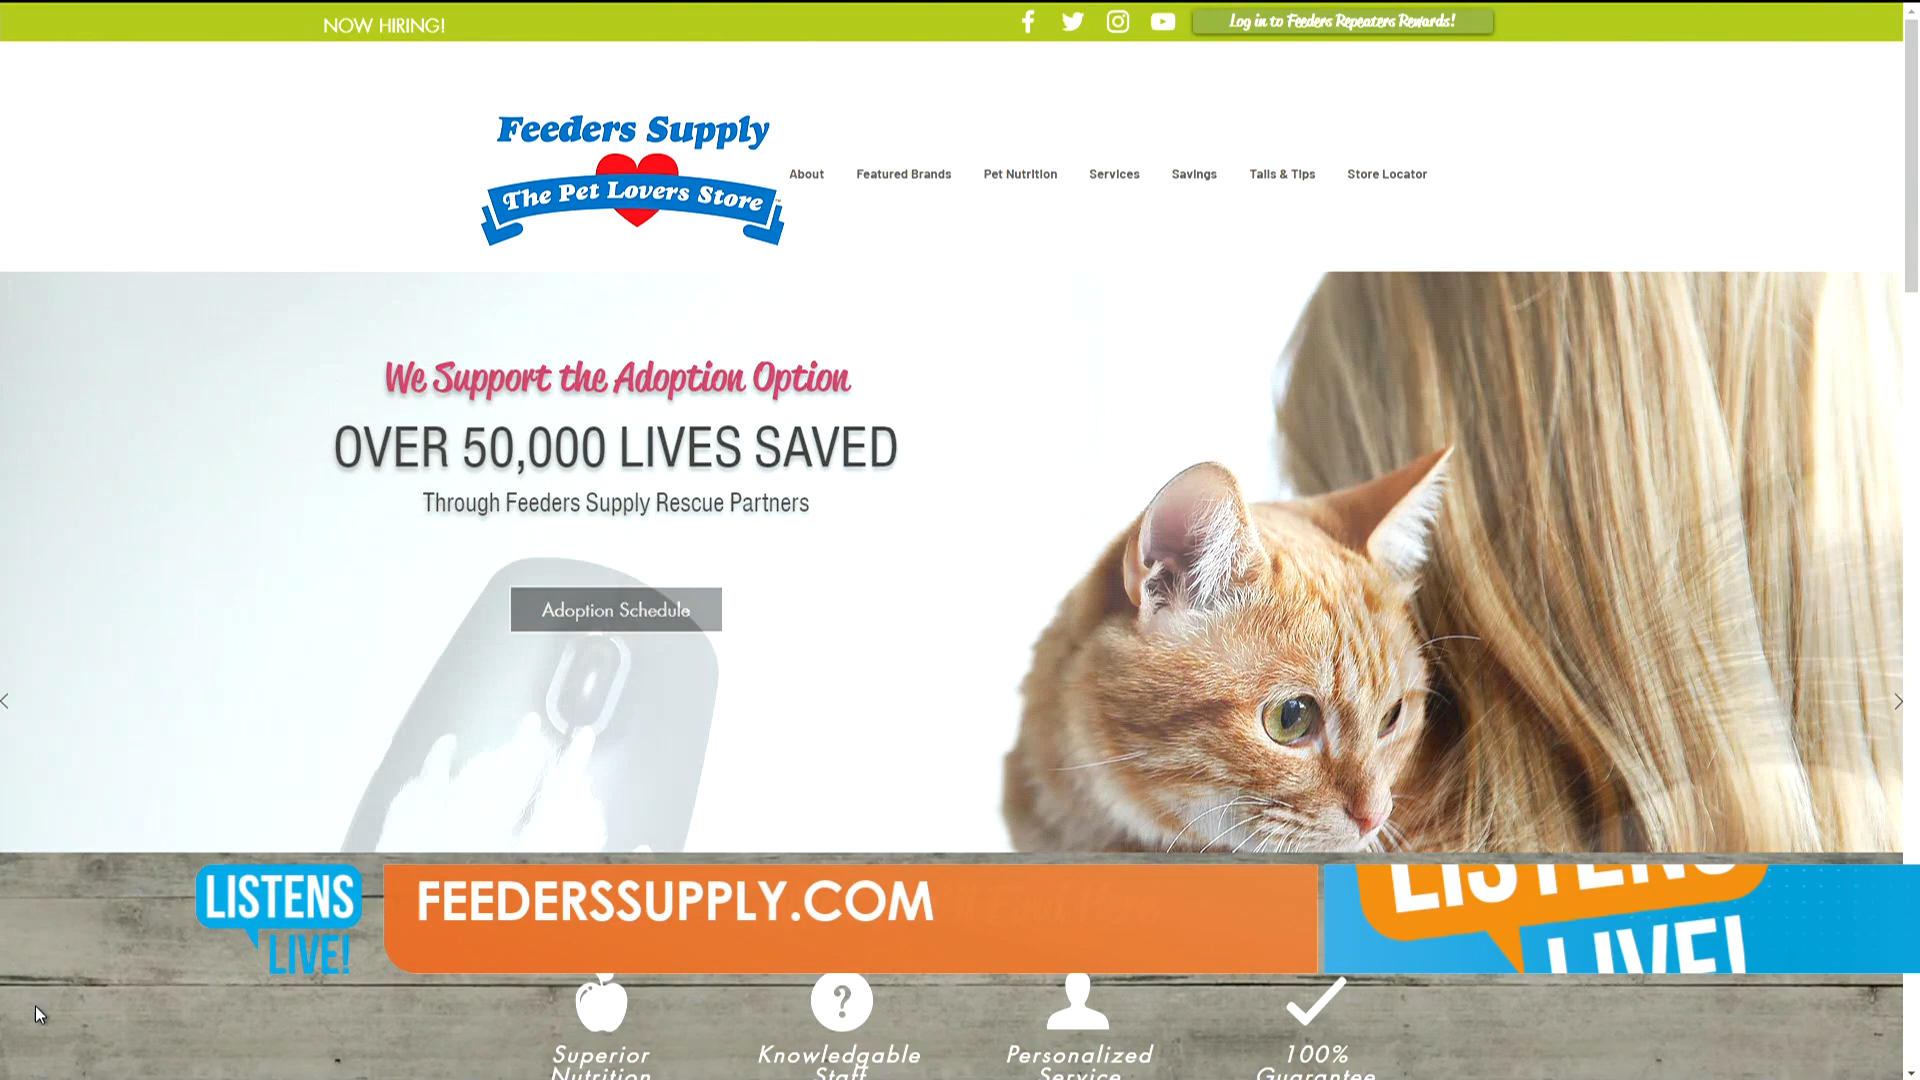 NOW HIRING!
Log in to Feeders Repeaters Rewards!
Feeders Supply
The Pet Lovers Store
About
Featured Brands
Pet Nutrition
Services
Savings
Tails & Tips
Store Locator
We Support the Adoption Option
OVER 50,000 LIVES SAVED
Through Feeders Supply Rescue Partners
Adoption Schedule
LISTENS
LIVE!
FEEDERSSUPPLY.COM
LISTENS
LIVE!
Superior
Nutrition
Knowledgable
Staff
Personalized
Service
100%
Guarantee